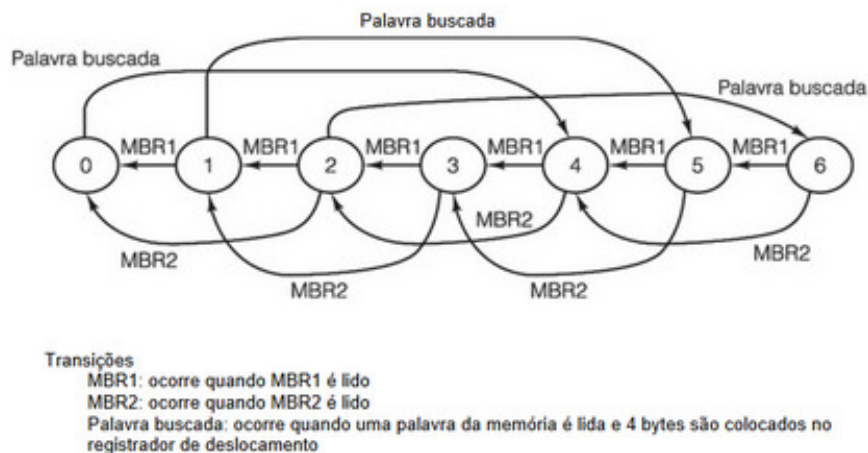 Palavra buscada
Palavra buscada
Palavra buscada
MBR1 MBR1 MBR1 MBR1 MBR1 MBR1
0 1 2 3 4 5 6
MBR2
MBR2 MBR2
MBR2 MBR2
Transições
MBR1: ocorre quando MBR1 é lido
MBR2: ocorre quando MBR2 é lido
Palavra buscada: ocorre quando uma palavra da memória é lida e 4 bytes são colocados no
registrador de deslocamento